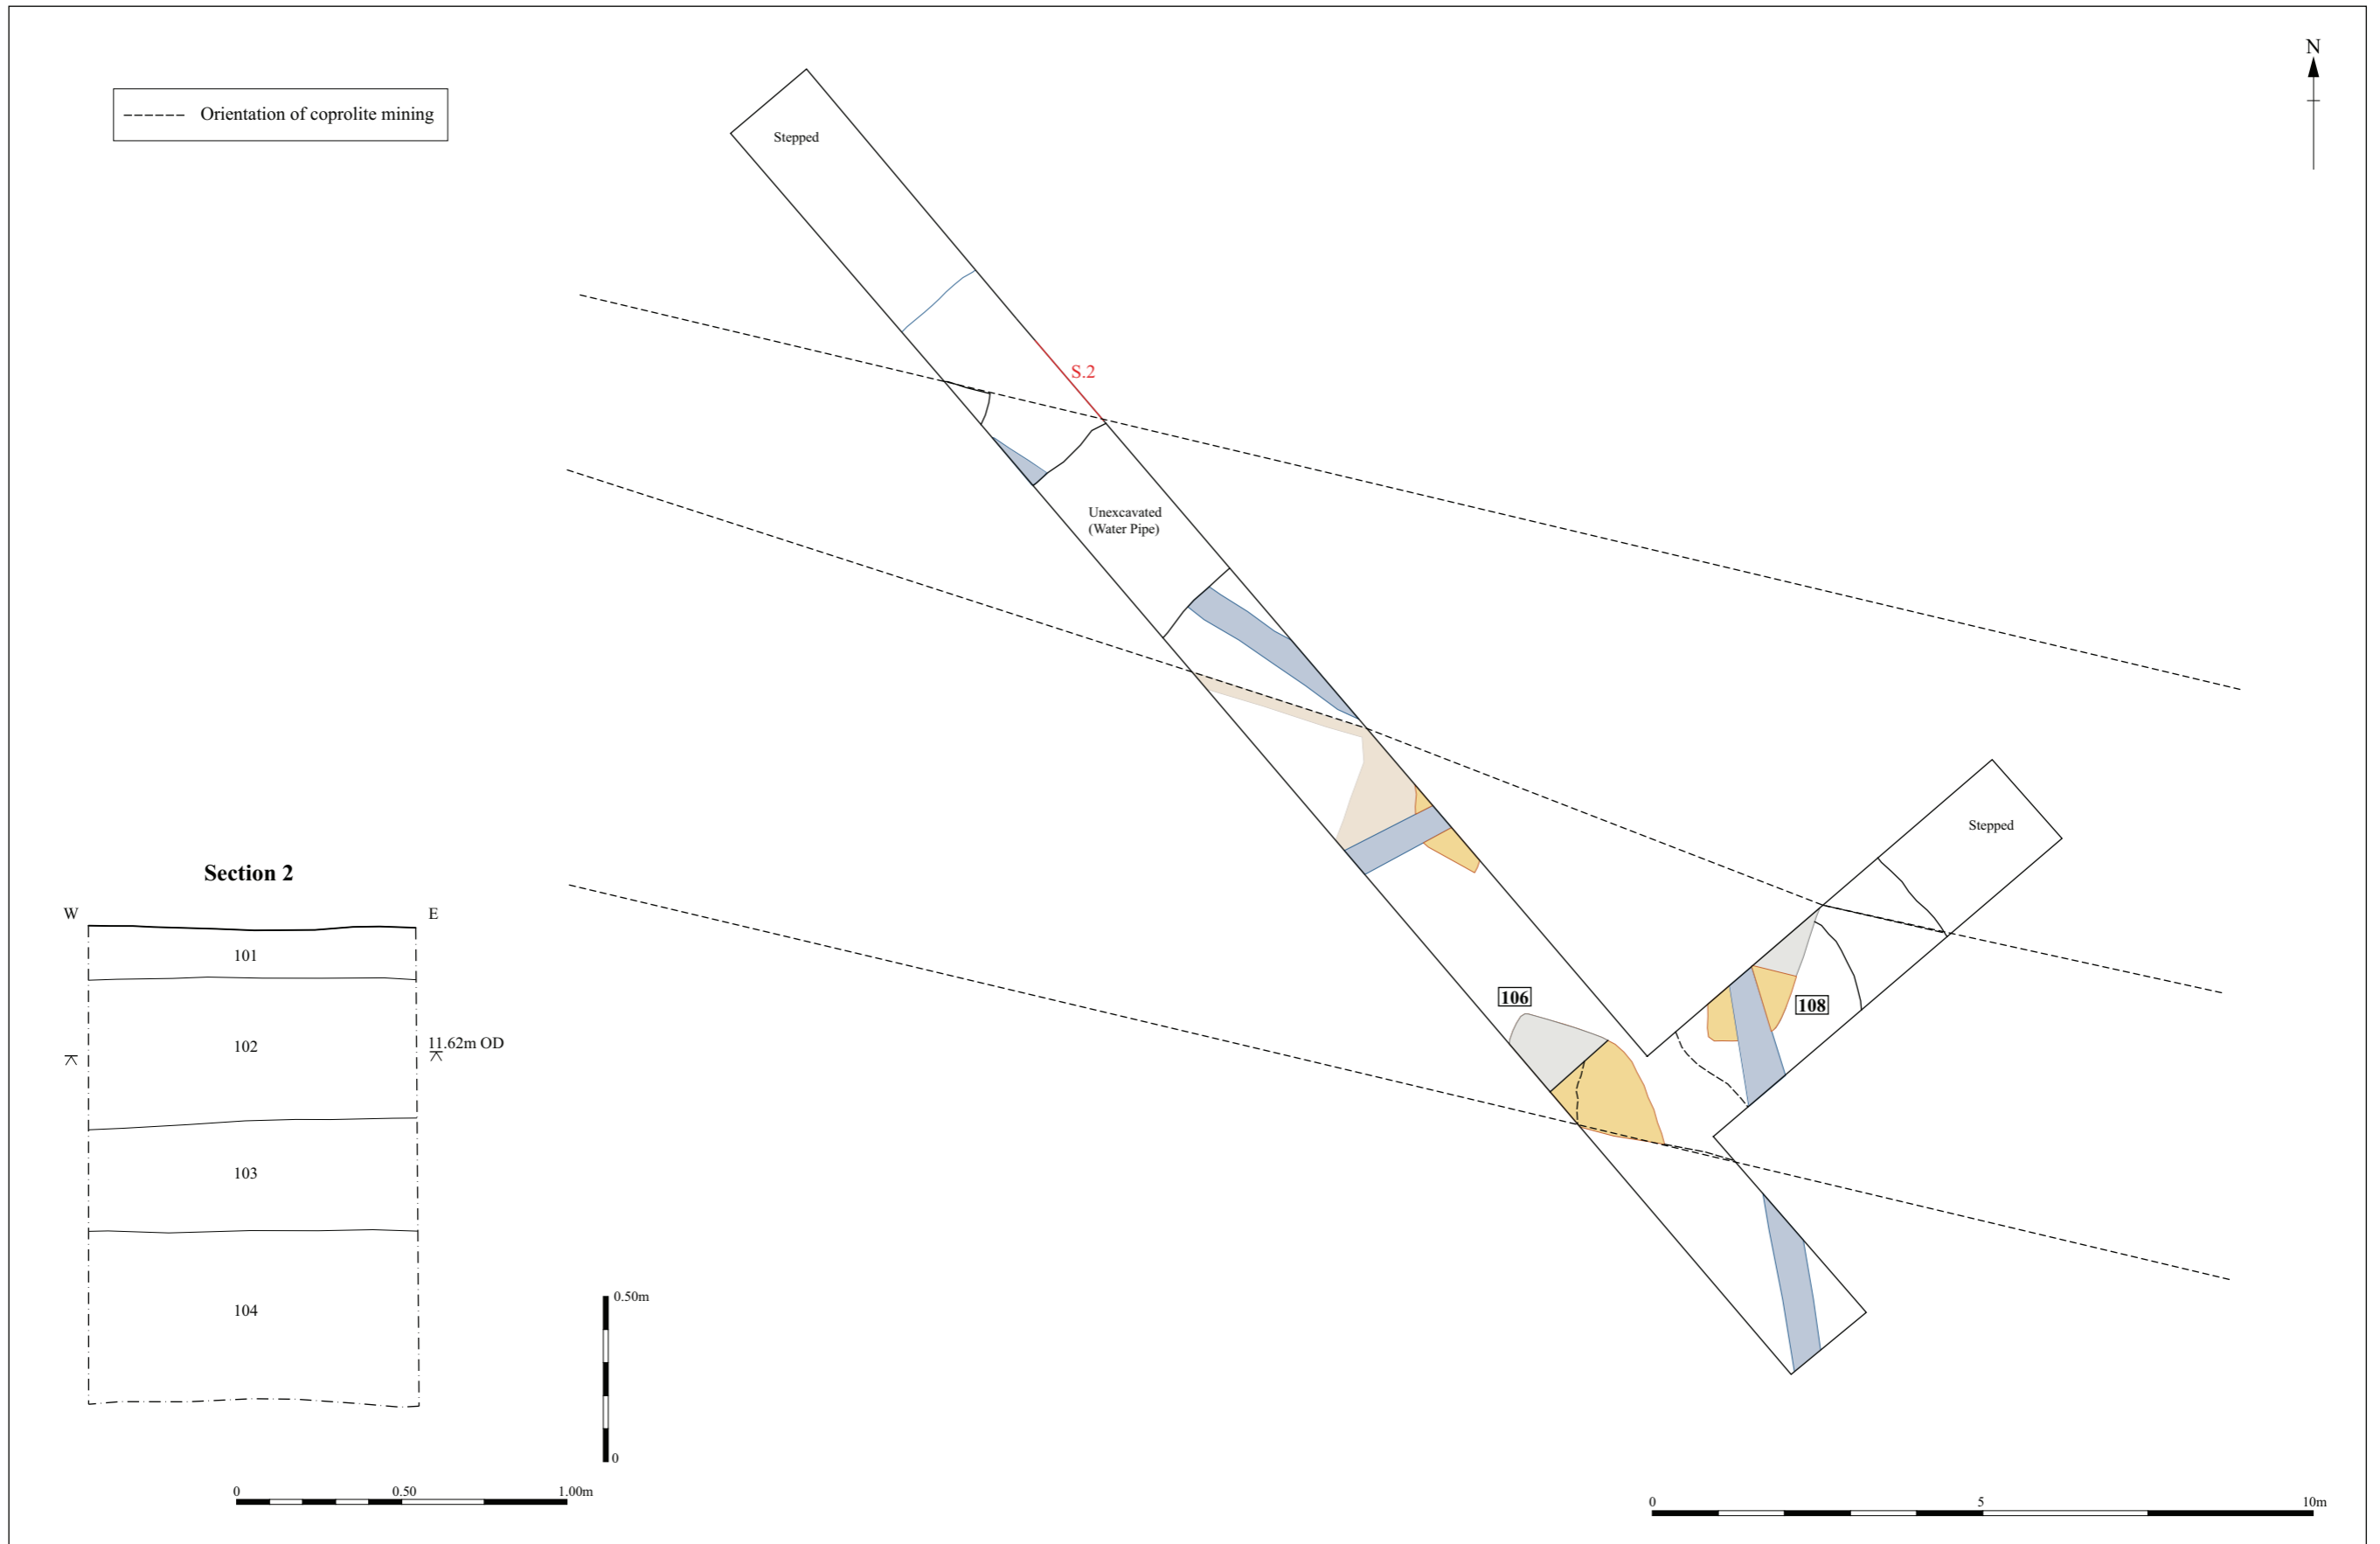 N
Orientation of coprolite mining
Stepped
S.2
Unexcavated
(Water Pipe)
Stepped
Section 2
W
E
101
106
108
102
11.62m OD
103
104
0.50m
0
0
0.50
1.00m
0
5
10m